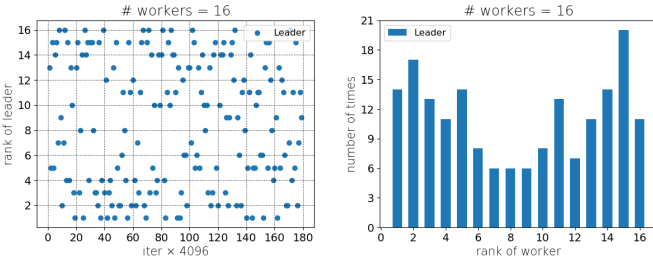 # workers = 16
Leader
rank of leader
16
14
12
10
8
6
4
2
0 20 40 60 80 100 120 140 160 180
iter × 4096
# workers = 16
Leader
number of times
21
18
15
12
9
6
3
0
0 2 4 6 8 10 12 14 16
rank of worker